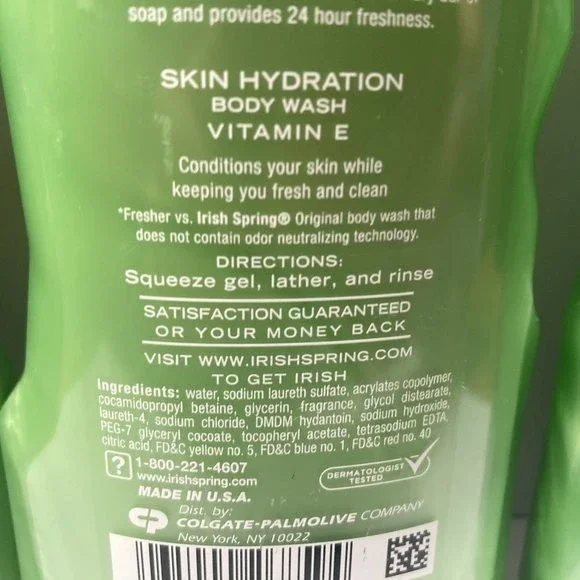 soap and provides 24 hour freshness.
SKIN HYDRATION
BODY WASH
VITAMIN E
Conditions your skin while
keeping you fresh and clean
*Fresher vs. Irish Spring® Original body wash that
does not contain odor neutralizing technology.
DIRECTIONS:
Squeeze gel, lather, and rinse
SATISFACTION GUARANTEED
OR YOUR MONEY BACK
VISIT WWW.IRISHSPRING.COM
TO GET IRISH
Ingredients: water, sodium laureth sulfate, acrylates copolymer,
cocamidopropyl betaine, glycerin, fragrance, glycol distearate,
laureth-4, sodium chloride, DMDM hydantoin, sodium hydroxide,
PEG-7 glyceryl cocoate, tocopheryl acetate, tetrasodium EDTA,
citric acid, FD&C yellow no. 5, FD&C blue no. 1, FD&C red no. 40
? 1-800-221-4607
www.irishspring.com
DERMATOLOGIST
TESTED
MADE IN U.S.A.
Dist. by:
CP COLGATE-PALMOLIVE COMPANY
New York, NY 10022